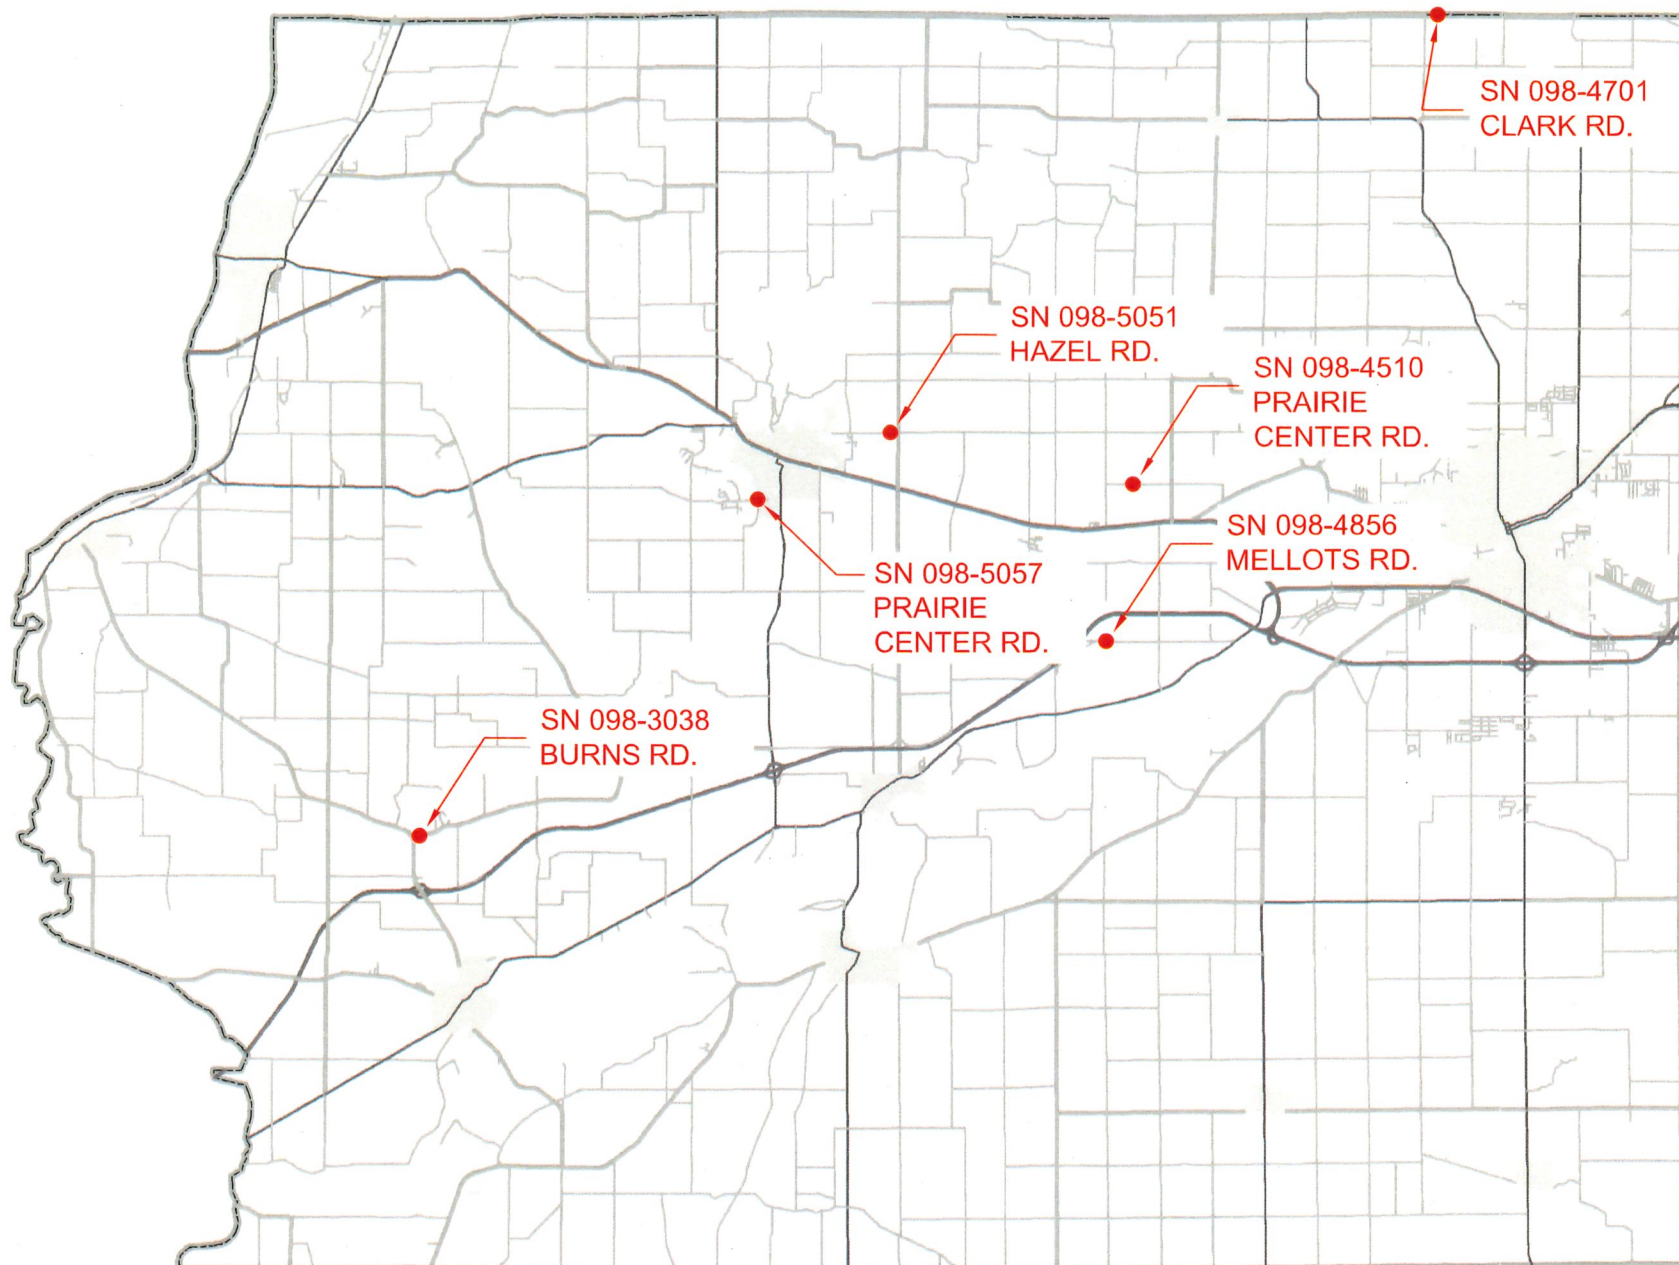 SN 098-4701
CLARK RD.
SN 098-5051
HAZEL RD.
SN 098-4510
PRAIRIE
CENTER RD.
SN 098-4856
MELLOTS RD.
SN 098-5057
PRAIRIE
CENTER RD.
SN 098-3038
BURNS RD.